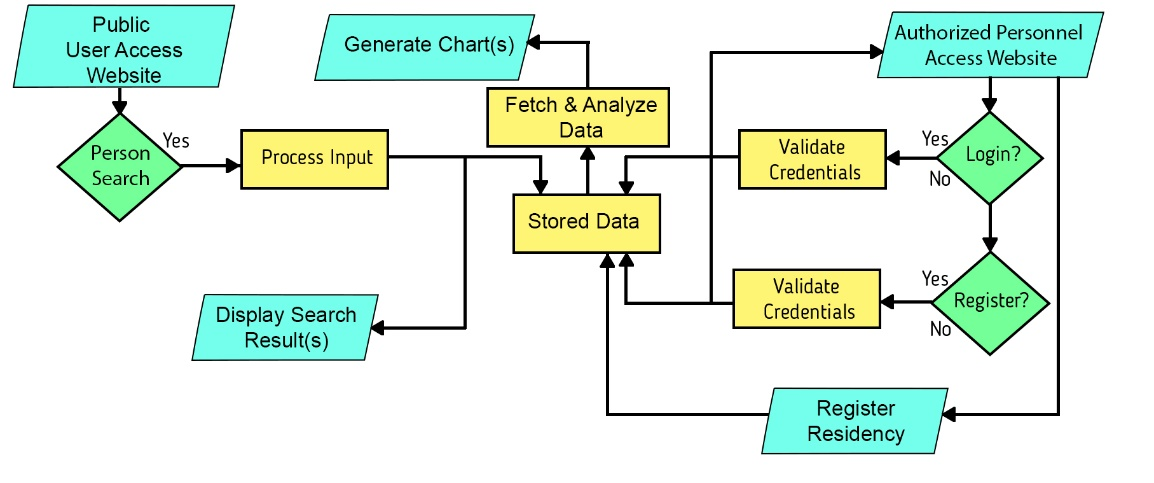 Public
User Access
Website
Generate Chart(s)
Authorized Personnel
Access Website
Fetch & Analyze
Data
Yes
Person
Search
Process Input
Validate
Credentials
Yes
Login?
No
Stored Data
Validate
Credentials
Yes
Register?
No
Display Search
Result(s)
Register
Residency